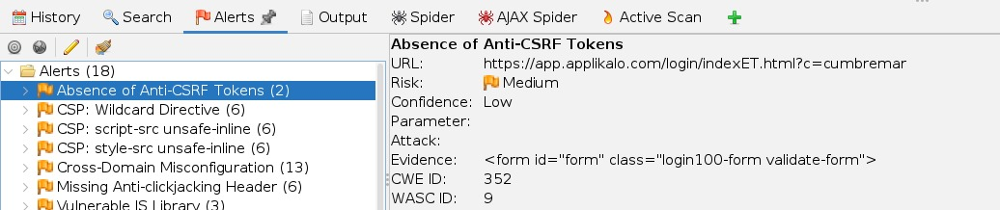 History Search Alerts Output Spider AJAX Spider Active Scan
Alerts (18)
Absence of Anti-CSRF Tokens (2)
CSP: Wildcard Directive (6)
CSP: script-src unsafe-inline (6)
CSP: style-src unsafe-inline (6)
Cross-Domain Misconfiguration (13)
Missing Anti-clickjacking Header (6)
Vulnerable JS Library (3)
Absence of Anti-CSRF Tokens
URL: https://app.applikalo.com/login/indexET.html?c=cumbremar
Risk: Medium
Confidence: Low
Parameter:
Attack:
Evidence: <form id="form" class="login100-form validate-form">
CWE ID: 352
WASC ID: 9